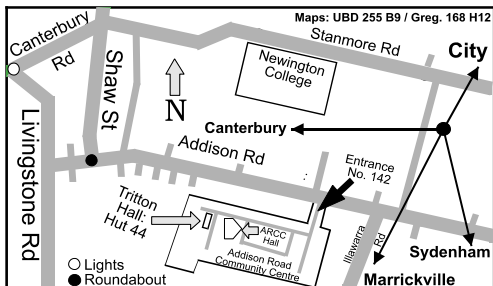 Maps: UBD 255 B9 / Greg. 168 H12
Canterbury
Rd
Stanmore Rd
City
Shaw St
Newington
College
N
Canterbury
Livingstone Rd
Addison Rd
Entrance
No. 142
Tritton
Hall:
Hut 44
ARCC
Hall
Illawarra
Rd
Addison Road
Community Centre
Sydenham
Marrickville
Lights
Roundabout